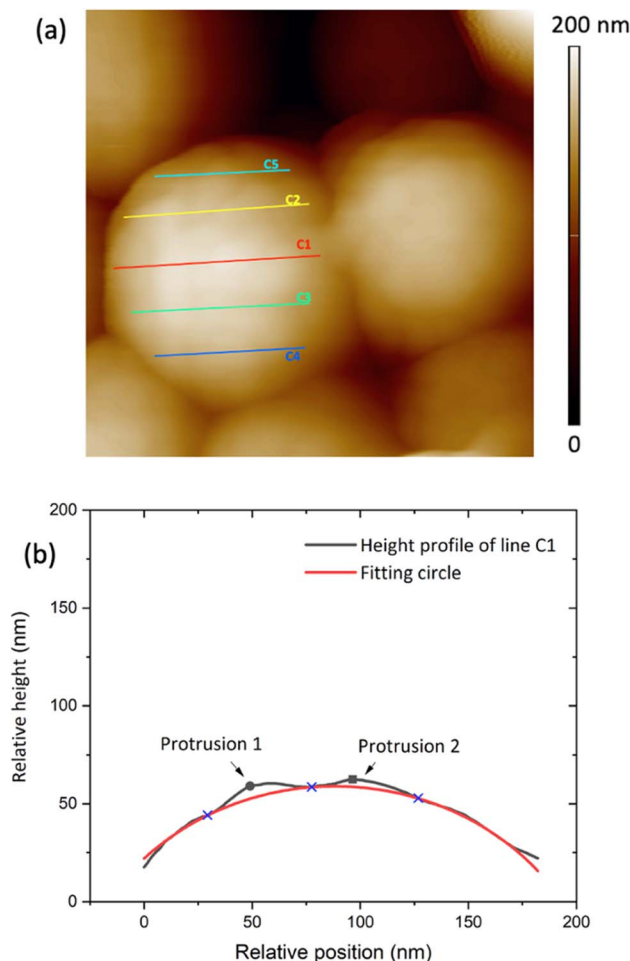 (a)
200 nm
C5
C2
C1
C3
C4
0
(b)
200
150
100
50
0
Relative height (nm)
Height profile of line C1
Fitting circle
Protrusion 1
Protrusion 2
0 50 100 150 200
Relative position (nm)